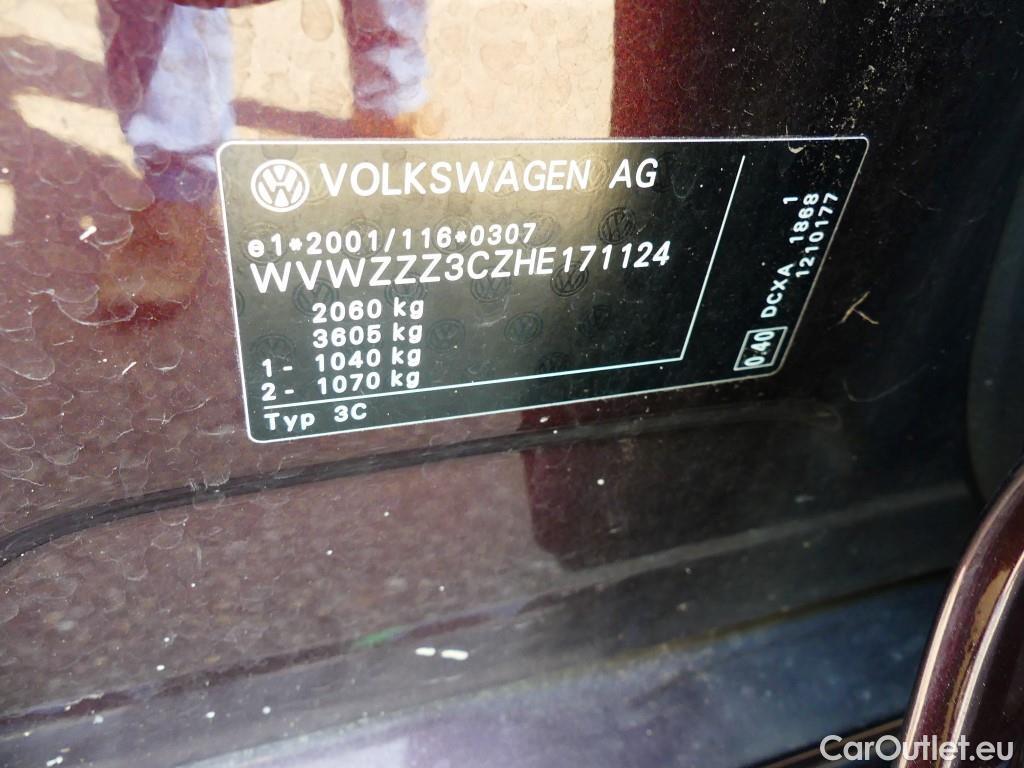 VOLKSWAGEN AG
e1*2001/116*0307
WVWZZZ3CZHE171124
2060 kg
3605 kg
1- 1040 kg
2- 1070 kg
Typ 3C
0.40 DCXA 1868 1
1210177
CarOutlet.eu